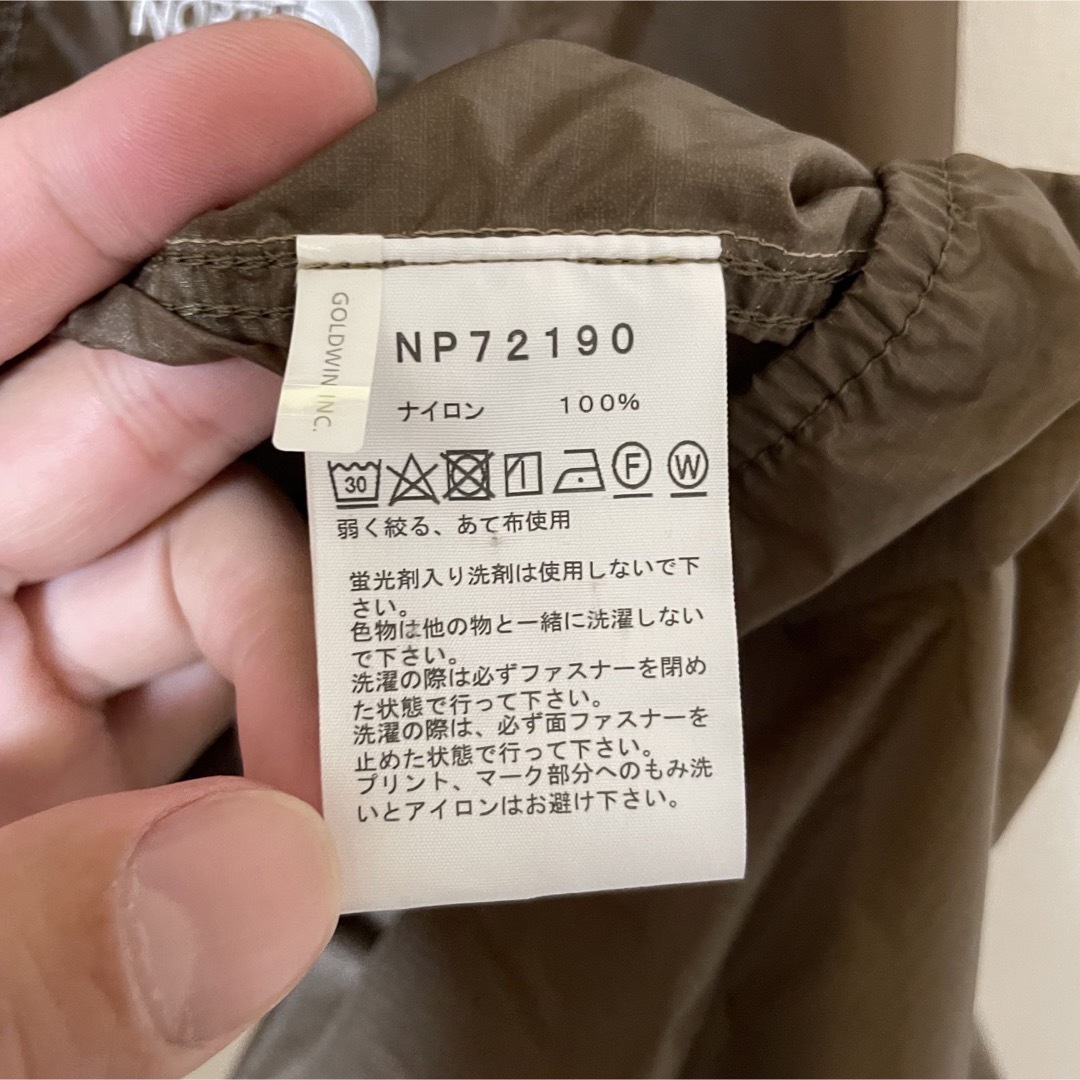 NORTH
GOLDWIN INC.
NP72190
ナイロン 100%
30 F W
弱く絞る、あて布使用
蛍光剤入り洗剤は使用しないで下
さい。
色物は他の物と一緒に洗濯しない
で下さい。
洗濯の際は必ずファスナーを閉め
た状態で行って下さい。
洗濯の際は、必ず面ファスナーを
止めた状態で行って下さい。
プリント、マーク部分へのもみ洗
いとアイロンはお避け下さい。